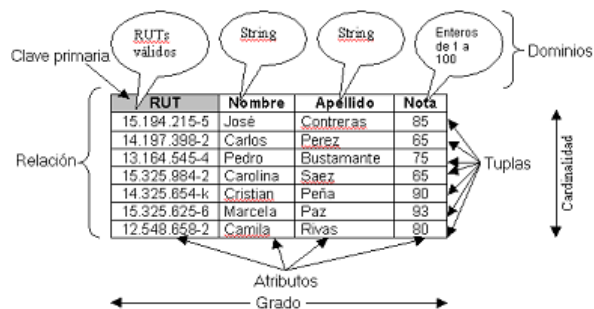 RUTs
válidos
String
String
Enteros
de 1 a
100
Dominios
Clave primaria
RUT Nombre Apellido Nota
15.194.215-5 José Contreras 85
14.197.398-2 Carlos Perez 65
13.164.545-4 Pedro Bustamante 75
15.325.984-2 Carolina Saez 65
14.325.654-k Cristian Peña 90
15.325.625-6 Marcela Paz 93
12.548.658-2 Camila Rivas 80
Relación
Tuplas
Cardinalidad
Atributos
Grado